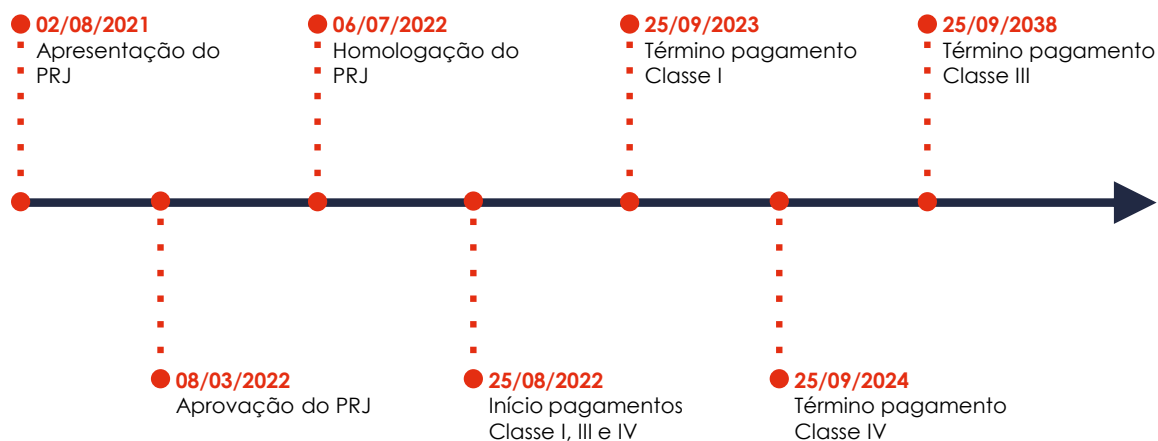 02/08/2021
Apresentação do
PRJ
06/07/2022
Homologação do
PRJ
25/09/2023
Término pagamento
Classe I
25/09/2038
Término pagamento
Classe III
08/03/2022
Aprovação do PRJ
25/08/2022
Início pagamentos
Classe I, III e IV
25/09/2024
Término pagamento
Classe IV